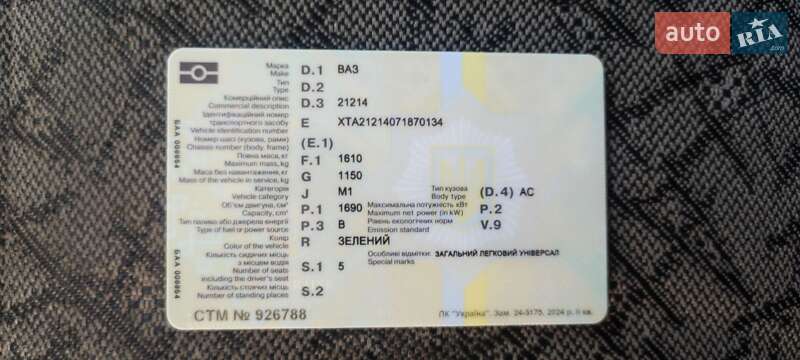 auto RIA.com
Марка D.1 ВАЗ
Make
Тип D.2
Type
Комерційний опис D.3 21214
Commercial description
Ідентифікаційний номер
транспортного засобу E XTA21214071870134
Vehicle identification number
Номер шасі (кузова, рами) (E.1)
Chassis number (body, frame)
Повна маса, кг F.1 1610
Maximum mass, kg
Маса без навантаження, кг G 1150
Mass of the vehicle in service, kg
Категорія J M1 Тип кузова (D.4) AC
Vehicle category Body type
Об'єм двигуна, см³ P.1 1690 Максимальна потужність кВт P.2
Capacity, cm³ Maximum net power (in kW)
Тип палива або джерела енергії P.3 B Рівень екологічних норм V.9
Type of fuel or power source Emission standard
Колір R ЗЕЛЕНИЙ
Color of the vehicle
Кількість сидячих місць Особливі відмітки: ЗАГАЛЬНИЙ ЛЕГКОВИЙ УНІВЕРСАЛ
з місцем водія S.1 5 Special marks
Number of seats
including the driver's seat
Кількість стоячих місць S.2
Number of standing places
СТМ № 926788
ПК "Україна". Зам. 24-5175, 2024 р. II кв.